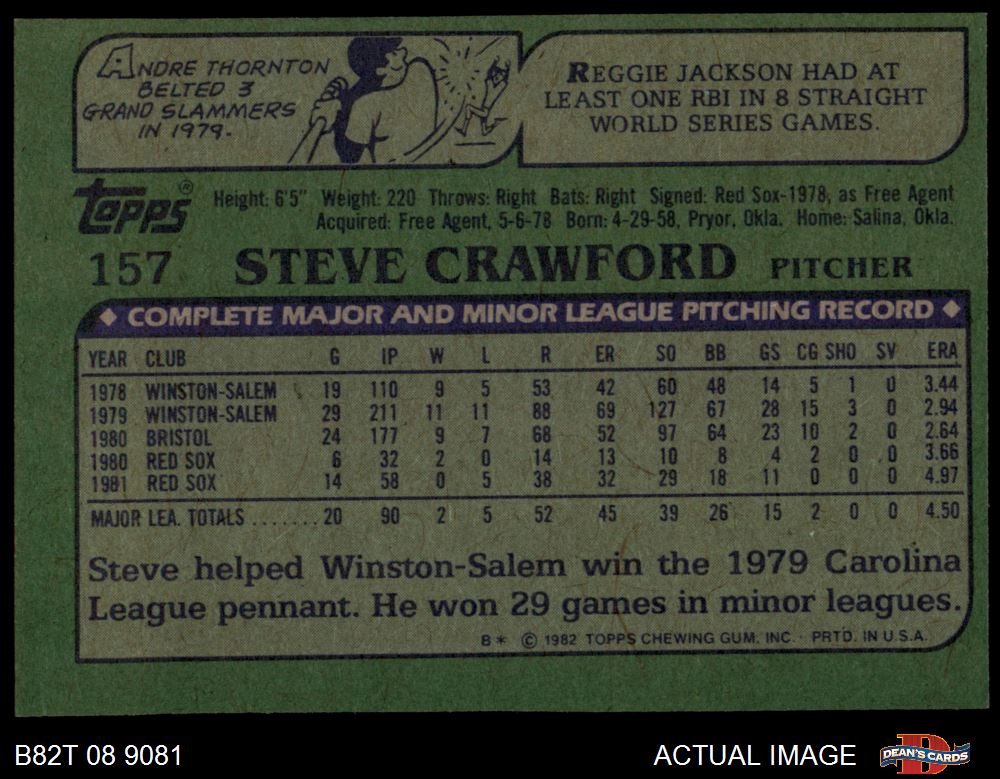 ANDRE THORNTON
BELTED 3
GRAND SLAMMERS
IN 1979.
REGGIE JACKSON HAD AT
LEAST ONE RBI IN 8 STRAIGHT
WORLD SERIES GAMES.
Topps®
Height: 6'5" Weight: 220 Throws: Right Bats: Right Signed: Red Sox-1978, as Free Agent
Acquired: Free Agent, 5-6-78 Born: 4-29-58, Pryor, Okla. Home: Salina, Okla.
157 STEVE CRAWFORD PITCHER
◆ COMPLETE MAJOR AND MINOR LEAGUE PITCHING RECORD ◆
YEAR CLUB G IP W L R ER SO BB GS CG SHO SV ERA
1978 WINSTON-SALEM 19 110 9 5 53 42 60 48 14 5 1 0 3.44
1979 WINSTON-SALEM 29 211 11 11 88 69 127 67 28 15 3 0 2.94
1980 BRISTOL 24 177 9 7 68 52 97 64 23 10 2 0 2.64
1980 RED SOX 6 32 2 0 14 13 10 8 4 2 0 0 3.66
1981 RED SOX 14 58 0 5 38 32 29 18 11 0 0 0 4.97
MAJOR LEA. TOTALS ....... 20 90 2 5 52 45 39 26 15 2 0 0 4.50
Steve helped Winston-Salem win the 1979 Carolina
League pennant. He won 29 games in minor leagues.
B* © 1982 TOPPS CHEWING GUM, INC. PRTD. IN U.S.A.
B82T 08 9081
ACTUAL IMAGE
DEAN'S CARDS